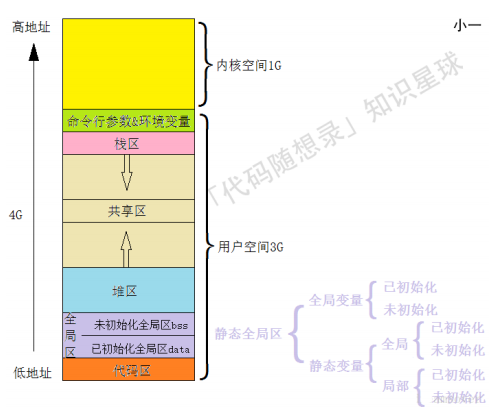 高地址
小一
内核空间1G
「代码随想录」知识星球
命令行参数&环境变量
栈区
共享区
4G
用户空间3G
堆区
全局区
未初始化全局区bss
已初始化全局区data
代码区
低地址
静态全局区
全局变量
已初始化
未初始化
静态变量
全局
已初始化
未初始化
局部
已初始化
未初始化